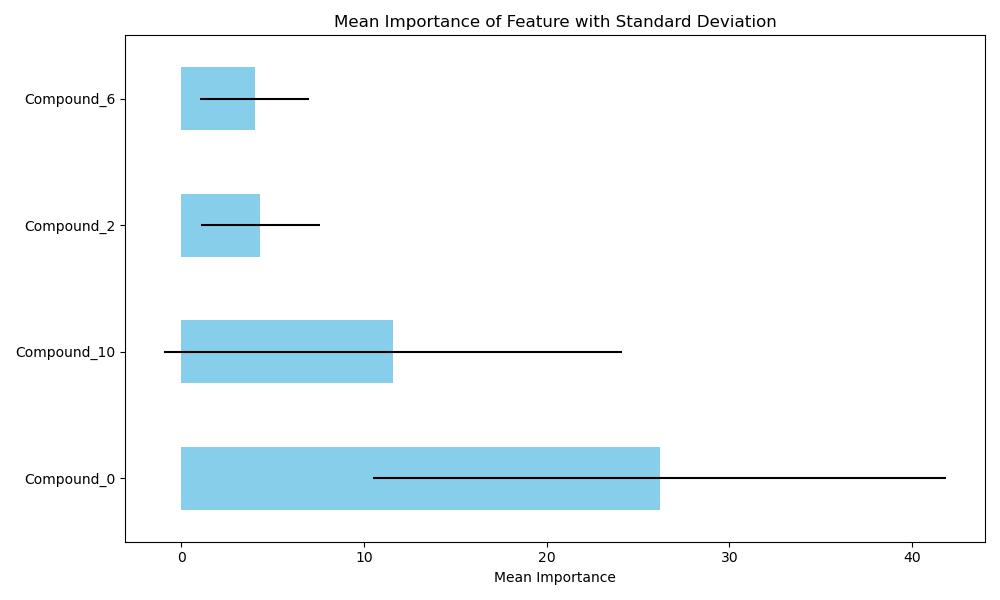 Mean Importance of Feature with Standard Deviation
Compound_6
Compound_2
Compound_10
Compound_0
0 10 20 30 40
Mean Importance